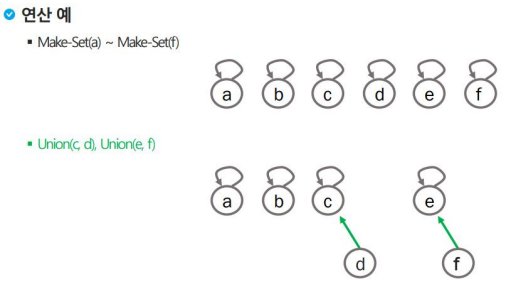 연산 예
▪ Make-Set(a) ~ Make-Set(f)
a b c d e f
▪ Union(c, d), Union(e, f)
a b c e
d f